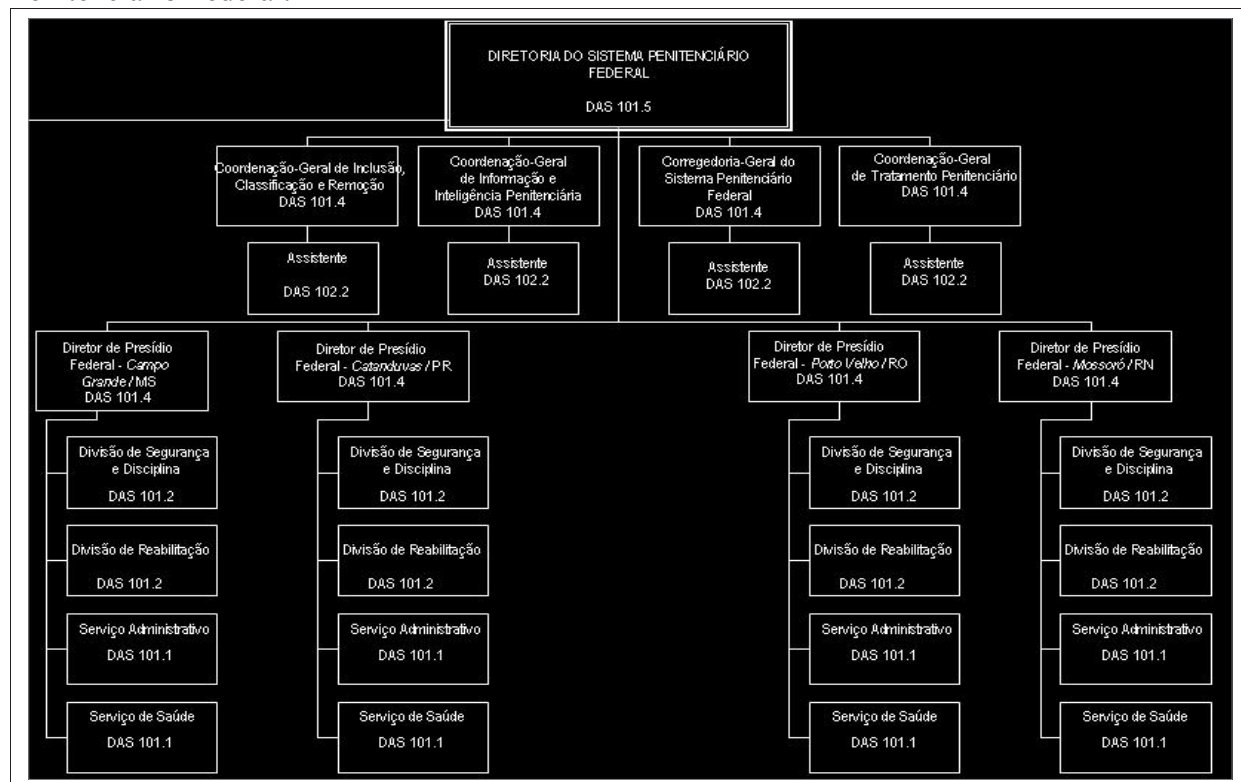 DIRETORIA DO SISTEMA PENITENCIÁRIO
FEDERAL
DAS 101.5
Coordenação-Geral de Inclusão,
Classificação e Remoção
DAS 101.4
Coordenação-Geral
de Informação e
Inteligência Penitenciária
DAS 101.4
Corregedoria-Geral do
Sistema Penitenciário
Federal
DAS 101.4
Coordenação-Geral
de Tratamento Penitenciário
DAS 101.4
Assistente
DAS 102.2
Assistente
DAS 102.2
Assistente
DAS 102.2
Assistente
DAS 102.2
Diretor de Presídio
Federal - Campo
Grande/MS
DAS 101.4
Diretor de Presídio
Federal - Catanduvas/PR
DAS 101.4
Diretor de Presídio
Federal - Porto Velho/RO
DAS 101.4
Diretor de Presídio
Federal - Mossoró/RN
DAS 101.4
Divisão de Segurança
e Disciplina
DAS 101.2
Divisão de Segurança
e Disciplina
DAS 101.2
Divisão de Segurança
e Disciplina
DAS 101.2
Divisão de Segurança
e Disciplina
DAS 101.2
Divisão de Reabilitação
DAS 101.2
Divisão de Reabilitação
DAS 101.2
Divisão de Reabilitação
DAS 101.2
Divisão de Reabilitação
DAS 101.2
Serviço Administrativo
DAS 101.1
Serviço Administrativo
DAS 101.1
Serviço Administrativo
DAS 101.1
Serviço Administrativo
DAS 101.1
Serviço de Saúde
DAS 101.1
Serviço de Saúde
DAS 101.1
Serviço de Saúde
DAS 101.1
Serviço de Saúde
DAS 101.1